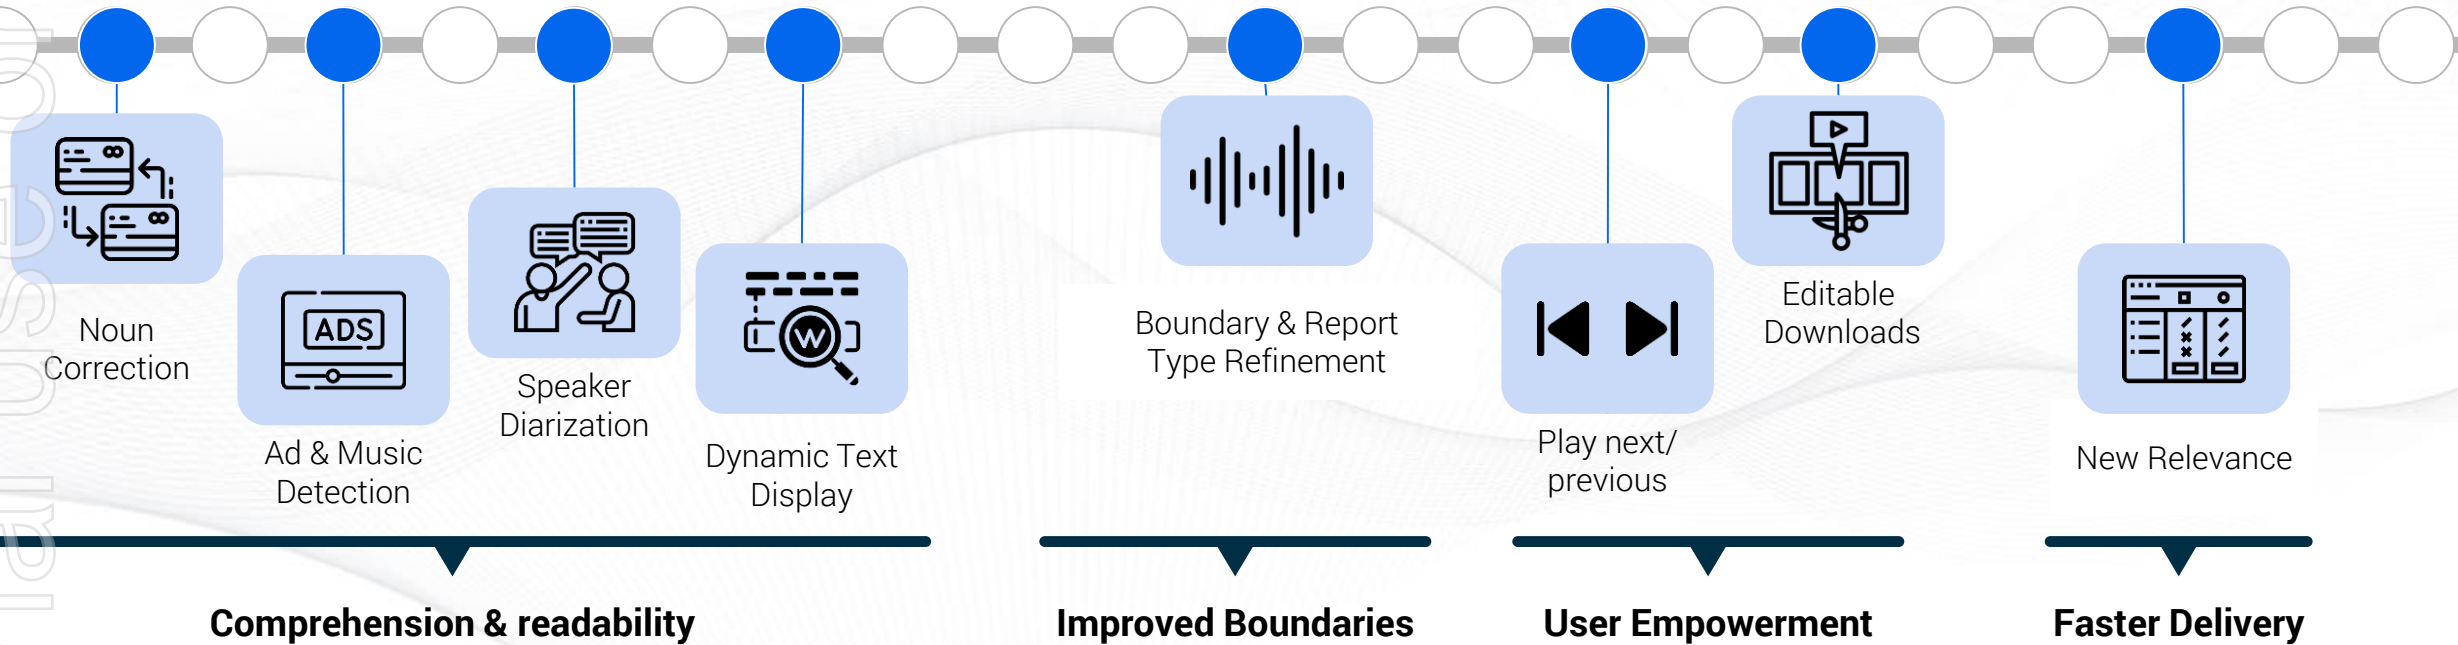 Noun
Correction
ADS
Ad & Music
Detection
Speaker
Diarization
W
Dynamic Text
Display
Boundary & Report
Type Refinement
Play next/
previous
Editable
Downloads
New Relevance
Comprehension & readability
Improved Boundaries
User Empowerment
Faster Delivery